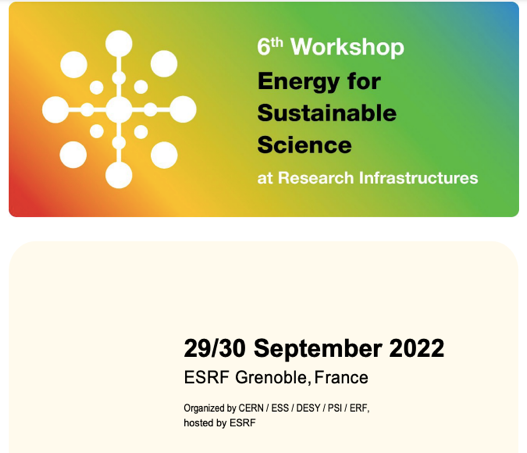 6th Workshop
Energy for
Sustainable
Science
at Research Infrastructures
29/30 September 2022
ESRF Grenoble, France
Organized by CERN / ESS / DESY / PSI / ERF,
hosted by ESRF